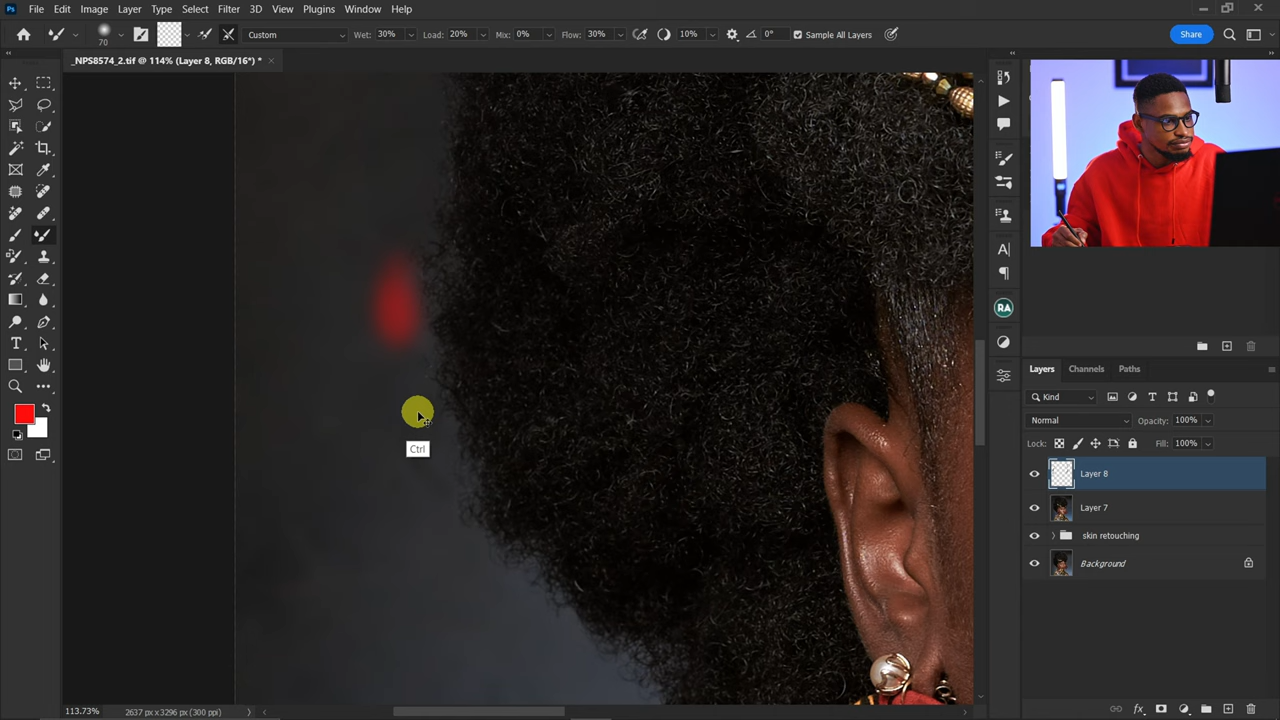 Ps File Edit Image Layer Type Select Filter 3D View Plugins Window Help
70 Custom Wet: 30% Load: 20% Mix: 0% Flow: 30% 10% 0° Sample All Layers Share
_NPS8574_2.tif @ 114% (Layer 8, RGB/16*) *
RA
Ctrl
Layers Channels Paths
Kind
Normal Opacity: 100%
Lock: Fill: 100%
Layer 8
Layer 7
skin retouching
Background
113.73% 2637 px x 3296 px (300 ppi)